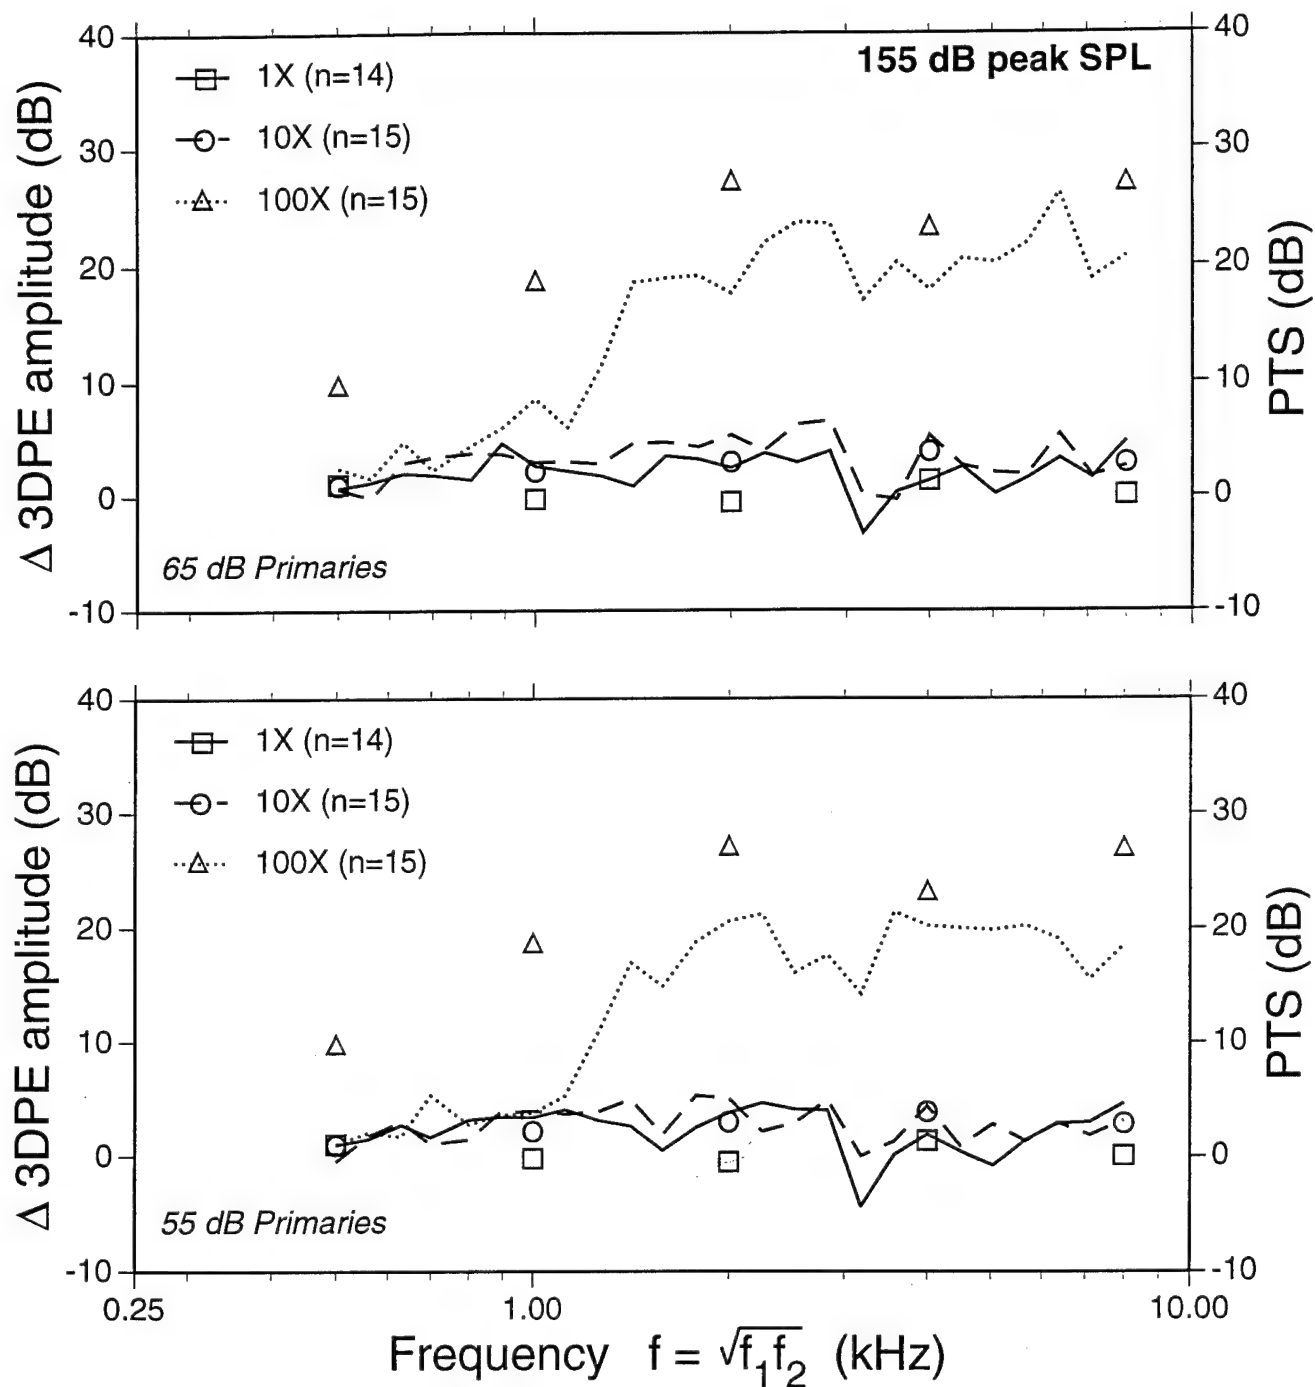 155 dB peak SPL
1X (n=14)
10X (n=15)
100X (n=15)
40
30
20
10
0
-10
Δ 3DPE amplitude (dB)
40
30
20
10
0
-10
PTS (dB)
65 dB Primaries
1X (n=14)
10X (n=15)
100X (n=15)
40
30
20
10
0
-10
Δ 3DPE amplitude (dB)
40
30
20
10
0
-10
PTS (dB)
55 dB Primaries
0.25 1.00 10.00
Frequency f = √f₁f₂ (kHz)